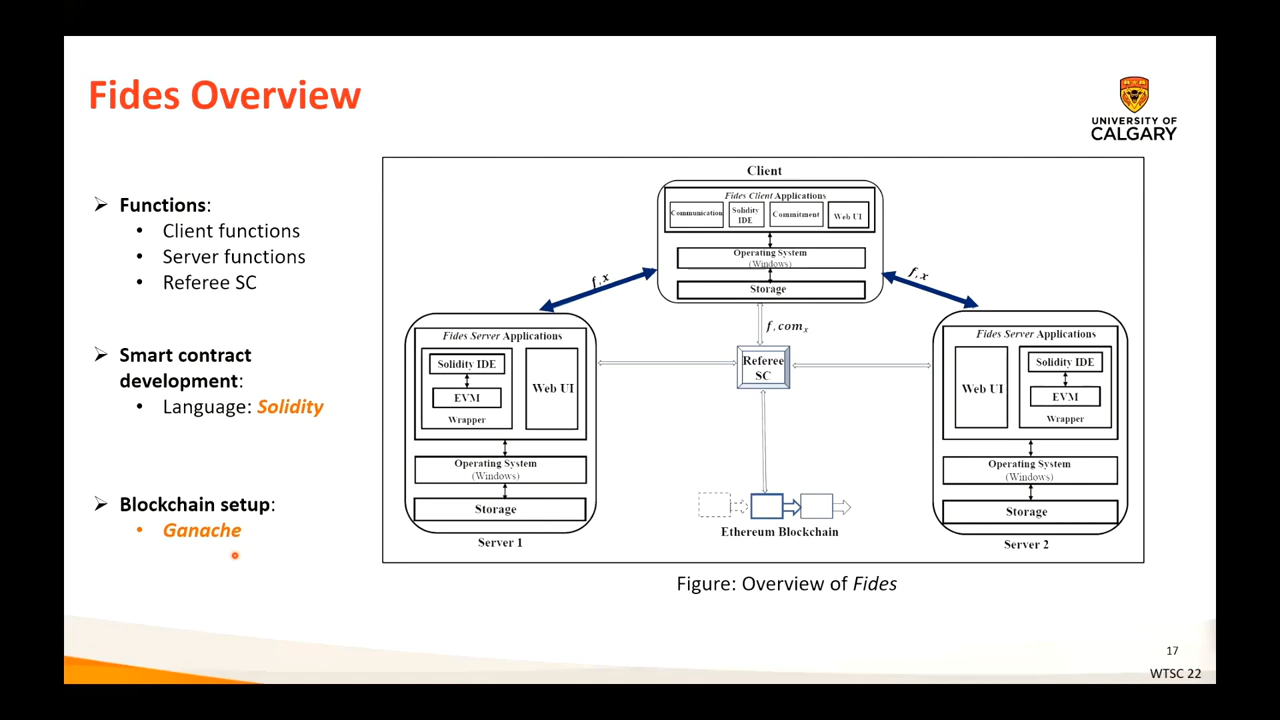 Fides Overview
UNIVERSITY OF
CALGARY
➢ Functions:
• Client functions
• Server functions
• Referee SC
➢ Smart contract
development:
• Language: Solidity
➢ Blockchain setup:
• Ganache
Client
Fides Client Applications
Communication
Solidity
IDE
Commitment
Web UI
Operating System
(Windows)
Storage
f, x
f, x
f, comₓ
Referee
SC
Fides Server Applications
Solidity IDE
EVM
Wrapper
Web UI
Operating System
(Windows)
Storage
Server 1
Fides Server Applications
Web UI
Solidity IDE
EVM
Wrapper
Operating System
(Windows)
Storage
Server 2
Ethereum Blockchain
Figure: Overview of Fides
17
WTSC 22